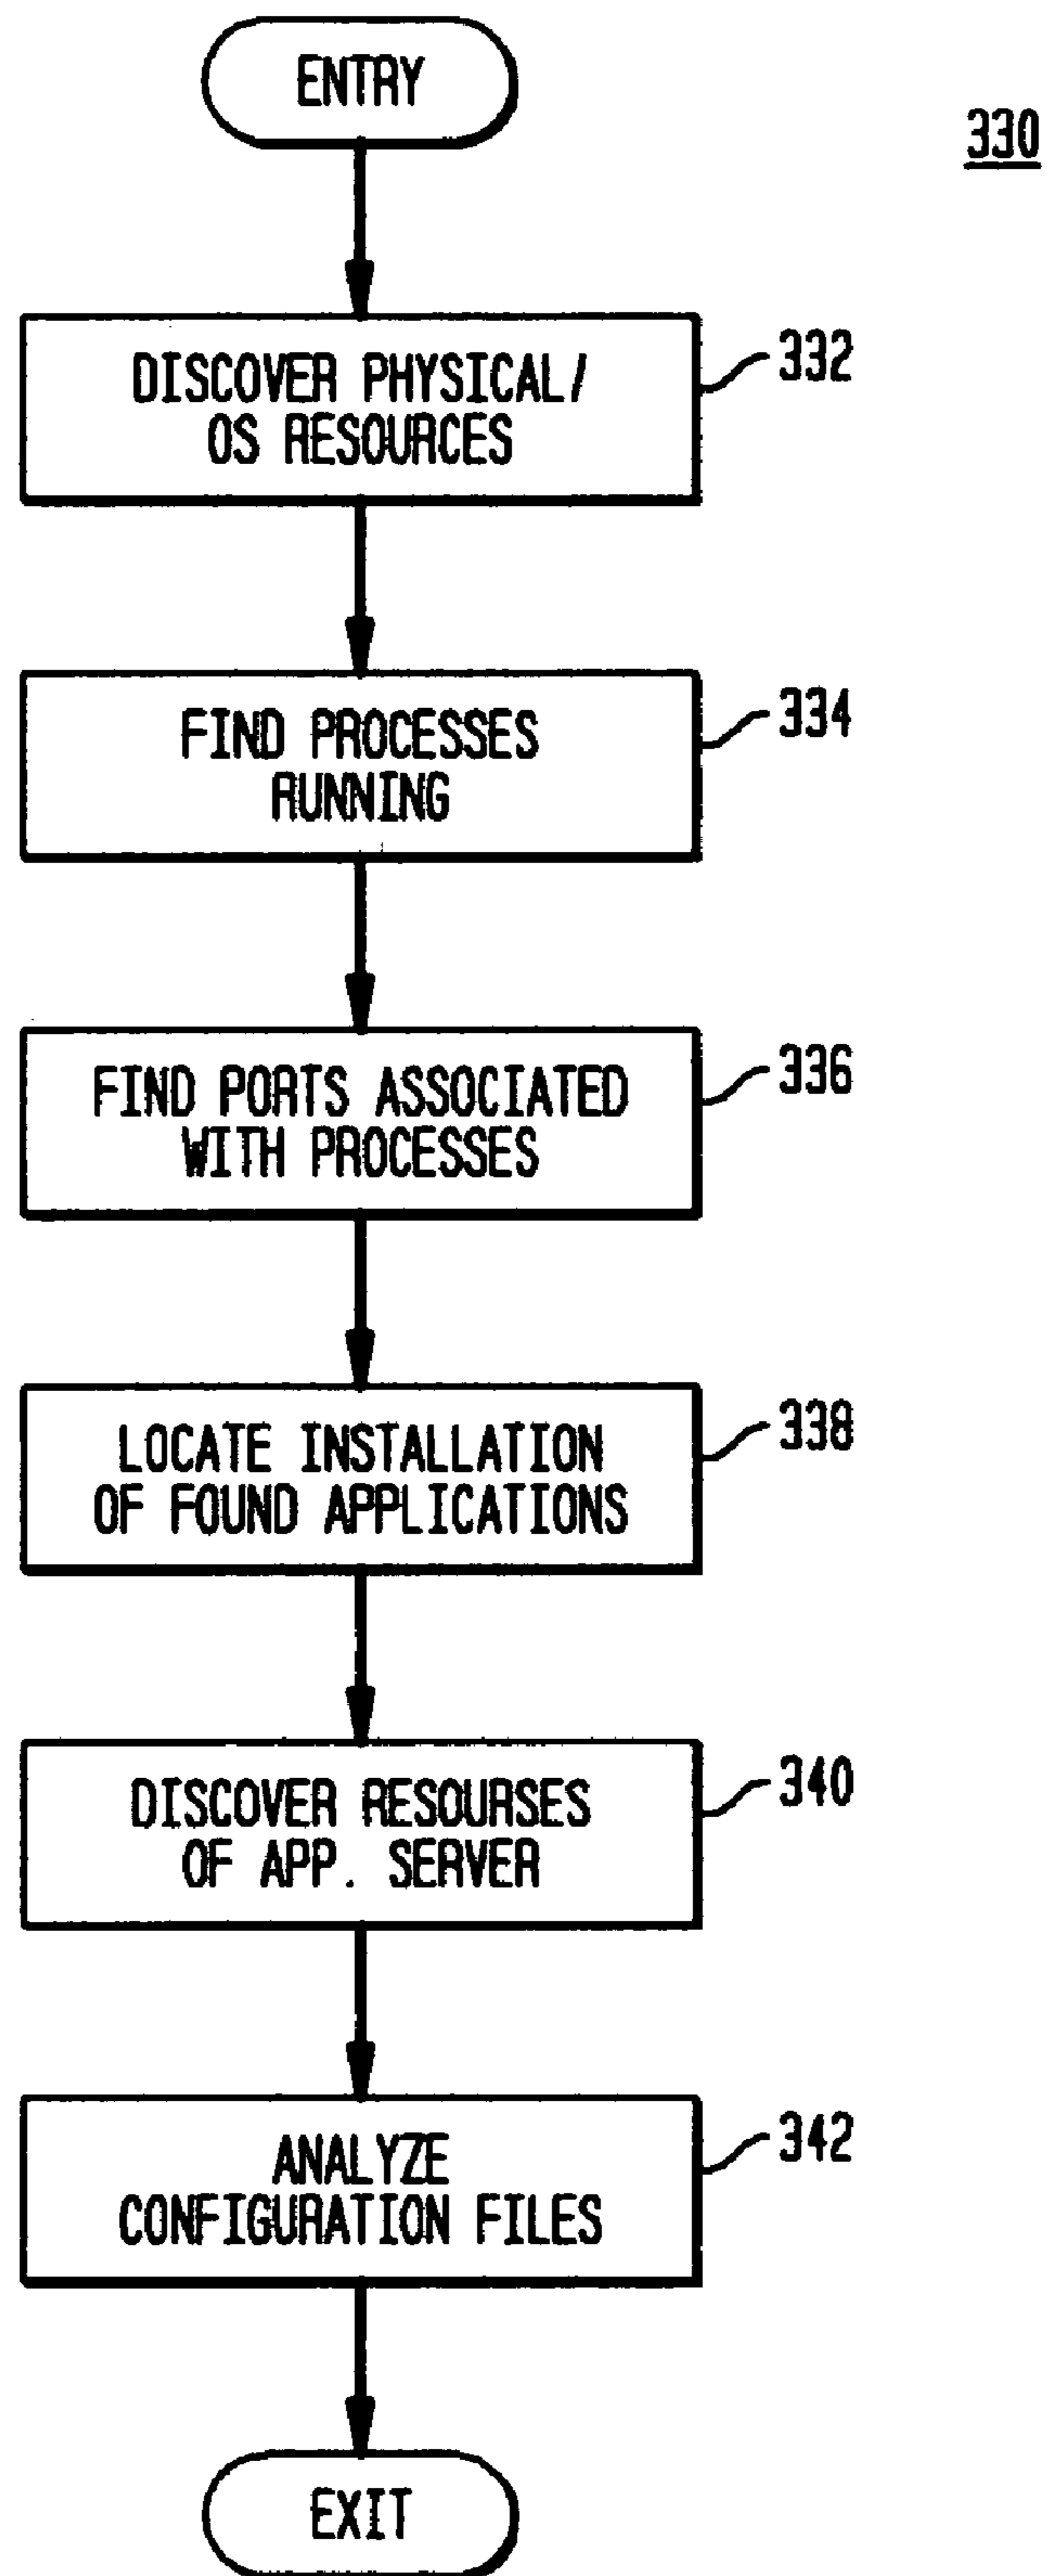 ENTRY
330
DISCOVER PHYSICAL/
OS RESOURCES
332
FIND PROCESSES
RUNNING
334
FIND PORTS ASSOCIATED
WITH PROCESSES
336
LOCATE INSTALLATION
OF FOUND APPLICATIONS
338
DISCOVER RESOURSES
OF APP. SERVER
340
ANALYZE
CONFIGURATION FILES
342
EXIT